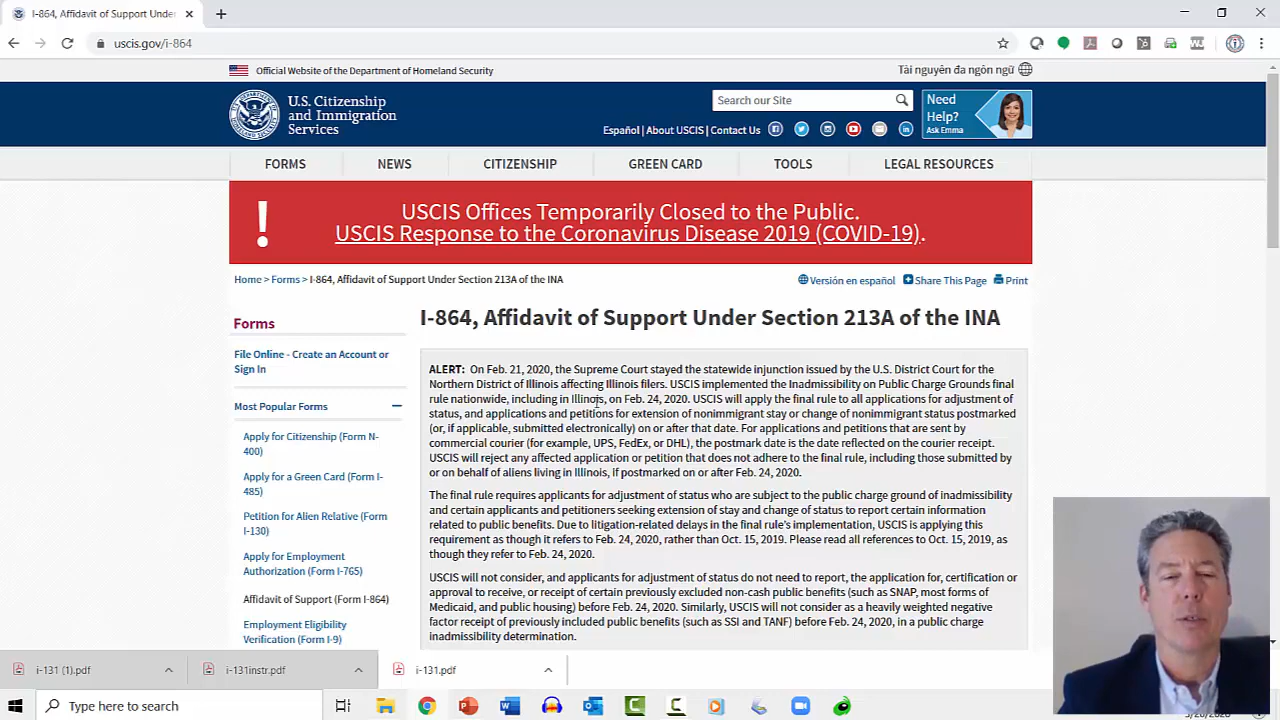 I-864, Affidavit of Support Under
uscis.gov/i-864
Official Website of the Department of Homeland Security
Tài nguyên đa ngôn ngữ
U.S. Citizenship
and Immigration
Services
Search our Site
Need
Help?
Ask Emma
Español | About USCIS | Contact Us
FORMS NEWS CITIZENSHIP GREEN CARD TOOLS LEGAL RESOURCES
! USCIS Offices Temporarily Closed to the Public.
USCIS Response to the Coronavirus Disease 2019 (COVID-19).
Home > Forms > I-864, Affidavit of Support Under Section 213A of the INA
Versión en español Share This Page Print
Forms
File Online - Create an Account or
Sign In
Most Popular Forms
Apply for Citizenship (Form N-
400)
Apply for a Green Card (Form I-
485)
Petition for Alien Relative (Form
I-130)
Apply for Employment
Authorization (Form I-765)
Affidavit of Support (Form I-864)
Employment Eligibility
Verification (Form I-9)
I-864, Affidavit of Support Under Section 213A of the INA
ALERT: On Feb. 21, 2020, the Supreme Court stayed the statewide injunction issued by the U.S. District Court for the
Northern District of Illinois affecting Illinois filers. USCIS implemented the Inadmissibility on Public Charge Grounds final
rule nationwide, including in Illinois, on Feb. 24, 2020. USCIS will apply the final rule to all applications for adjustment of
status, and applications and petitions for extension of nonimmigrant stay or change of nonimmigrant status postmarked
(or, if applicable, submitted electronically) on or after that date. For applications and petitions that are sent by
commercial courier (for example, UPS, FedEx, or DHL), the postmark date is the date reflected on the courier receipt.
USCIS will reject any affected application or petition that does not adhere to the final rule, including those submitted by
or on behalf of aliens living in Illinois, if postmarked on or after Feb. 24, 2020.
The final rule requires applicants for adjustment of status who are subject to the public charge ground of inadmissibility
and certain applicants and petitioners seeking extension of stay and change of status to report certain information
related to public benefits. Due to litigation-related delays in the final rule's implementation, USCIS is applying this
requirement as though it refers to Feb. 24, 2020, rather than Oct. 15, 2019. Please read all references to Oct. 15, 2019, as
though they refer to Feb. 24, 2020.
USCIS will not consider, and applicants for adjustment of status do not need to report, the application for, certification or
approval to receive, or receipt of certain previously excluded non-cash public benefits (such as SNAP, most forms of
Medicaid, and public housing) before Feb. 24, 2020. Similarly, USCIS will not consider as a heavily weighted negative
factor receipt of previously included public benefits (such as SSI and TANF) before Feb. 24, 2020, in a public charge
inadmissibility determination.
i-131 (1).pdf i-131instr.pdf i-131.pdf
Type here to search